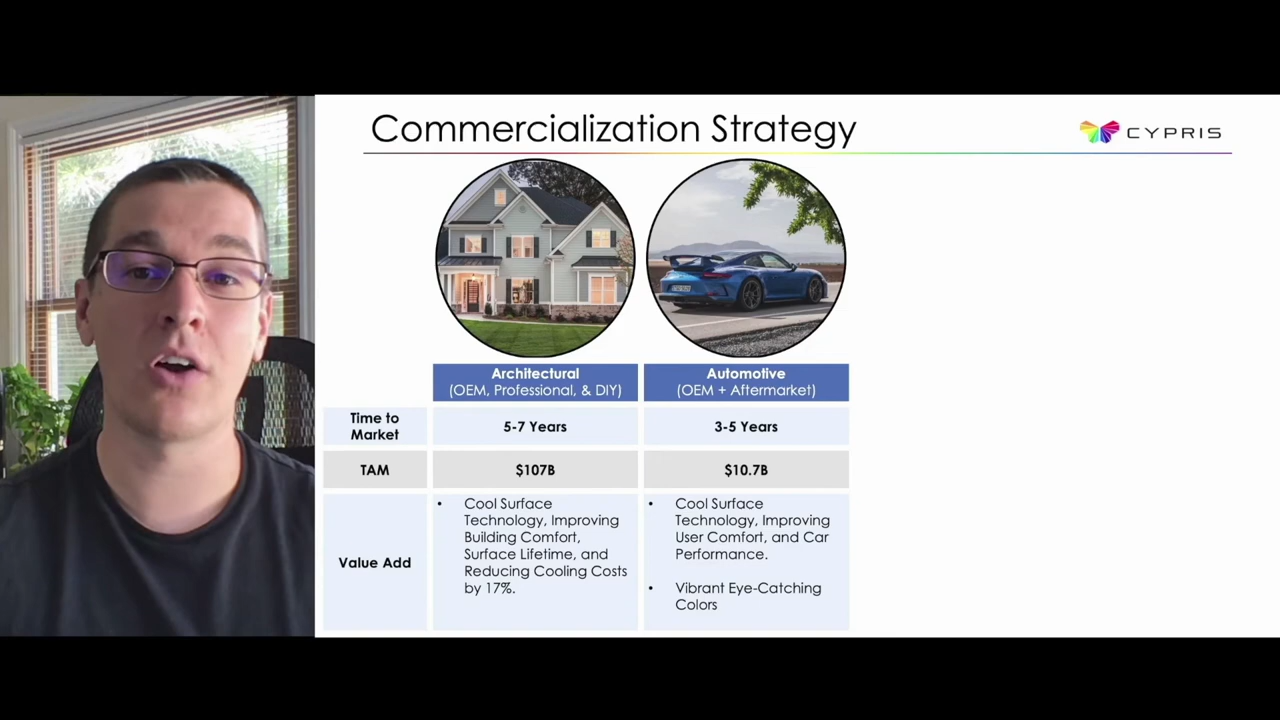 Commercialization Strategy
CYPRIS
Architectural
(OEM, Professional, & DIY)
Automotive
(OEM + Aftermarket)
Time to
Market
5-7 Years
3-5 Years
TAM
$107B
$10.7B
Value Add
• Cool Surface
Technology, Improving
Building Comfort,
Surface Lifetime, and
Reducing Cooling Costs
by 17%.
• Cool Surface
Technology, Improving
User Comfort, and Car
Performance.
• Vibrant Eye-Catching
Colors